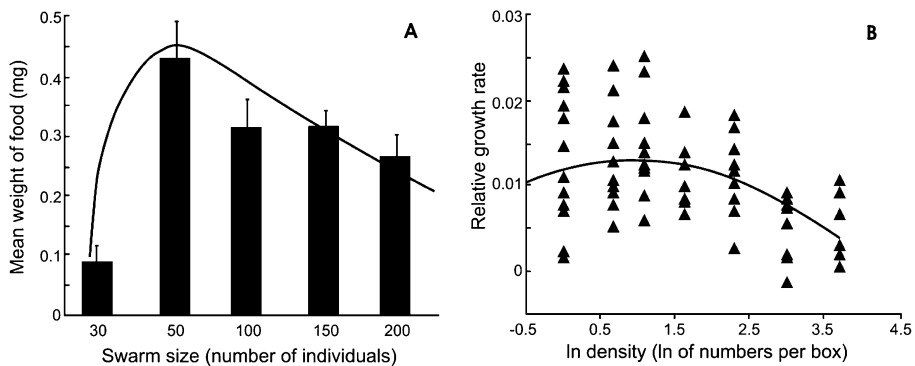 A
Mean weight of food (mg)
0.5
0.4
0.3
0.2
0.1
0
30 50 100 150 200
Swarm size (number of individuals)
B
Relative growth rate
0.03
0.02
0.01
0
-0.5 0.5 1.5 2.5 3.5 4.5
ln density (ln of numbers per box)